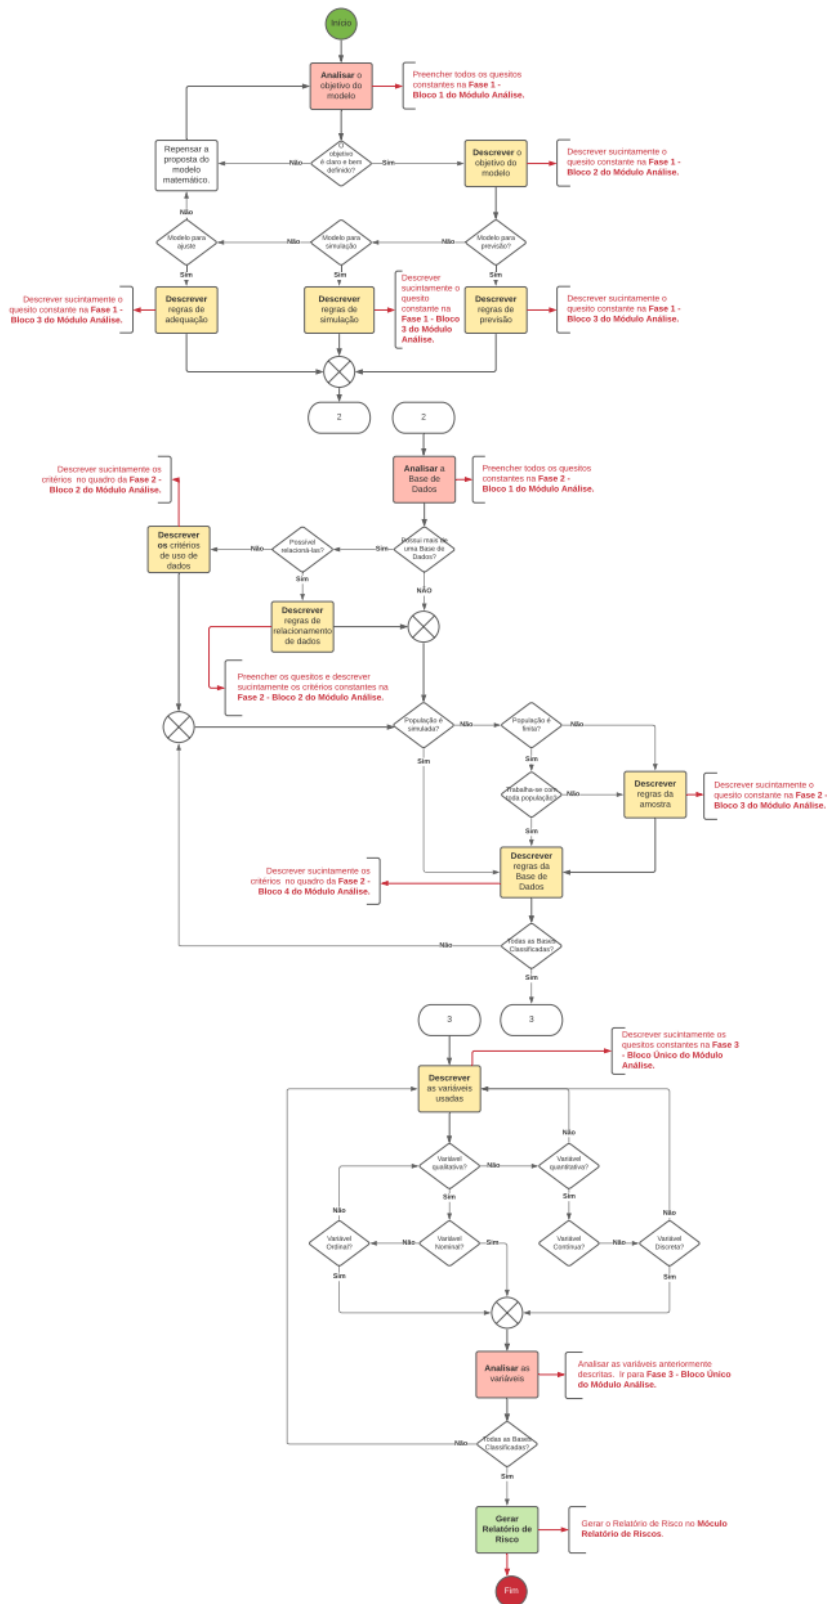 Início
Analisar o
objetivo do
modelo
Preencher todos os quesitos
constantes na Fase 1 -
Bloco 1 do Módulo Análise.
Repensar a
proposta do
modelo
matemático.
Não
O
objetivo
é claro e bem
definido?
Sim
Descrever o
objetivo do
modelo
Descrever sucintamente o
quesito constante na Fase 1 -
Bloco 2 do Módulo Análise.
Não
Modelo para
ajuste
Não
Modelo para
simulação
Não
Modelo para
previsão?
Sim
Sim
Sim
Descrever sucintamente o
quesito constante na Fase 1 -
Bloco 3 do Módulo Análise.
Descrever
regras de
adequação
Descrever
regras de
simulação
Descrever
sucintamente o
quesito
constante na
Fase 1 - Bloco
3 do Módulo
Análise.
Descrever
regras de
previsão
Descrever sucintamente o
quesito constante na Fase 1 -
Bloco 3 do Módulo Análise.
2
2
Descrever sucintamente os
critérios no quadro da Fase 2 -
Bloco 2 do Módulo Análise.
Analisar a
Base de
Dados
Preencher todos os quesitos
constantes na Fase 2 -
Bloco 1 do Módulo Análise.
Descrever
os critérios
de uso de
dados
Não
Possível
relacioná-las?
Sim
Possui mais de
uma Base de
Dados?
Sim
NÃO
Descrever
regras de
relacionamento
de dados
Preencher os quesitos e descrever
sucintamente os critérios constantes na
Fase 2 - Bloco 2 do Módulo Análise.
População é
simulada?
Não
População é
finita?
Não
Sim
Sim
Trabalha-se com
toda população?
Não
Descrever
regras da
amostra
Descrever sucintamente o
quesito constante na Fase 2 -
Bloco 3 do Módulo Análise.
Sim
Descrever sucintamente os
critérios no quadro da Fase 2 -
Bloco 4 do Módulo Análise.
Descrever
regras da
Base de
Dados
Não
Todas as Bases
Classificadas?
Sim
3
3
Descrever sucintamente os
quesitos constantes na Fase 3
- Bloco Único do Módulo
Análise.
Descrever
as variáveis
usadas
Não
Variável
qualitativa?
Não
Variável
quantitativa?
Sim
Sim
Não
Não
Variável
Ordinal?
Não
Variável
Nominal?
Sim
Variável
Contínua?
Não
Variável
Discreta?
Sim
Sim
Analisar as
variáveis
Analisar as variáveis anteriormente
descritas. Ir para Fase 3 - Bloco Único
do Módulo Análise.
Não
Todas as Bases
Classificadas?
Sim
Gerar
Relatório de
Risco
Gerar o Relatório de Risco no Móculo
Relatório de Riscos.
Fim